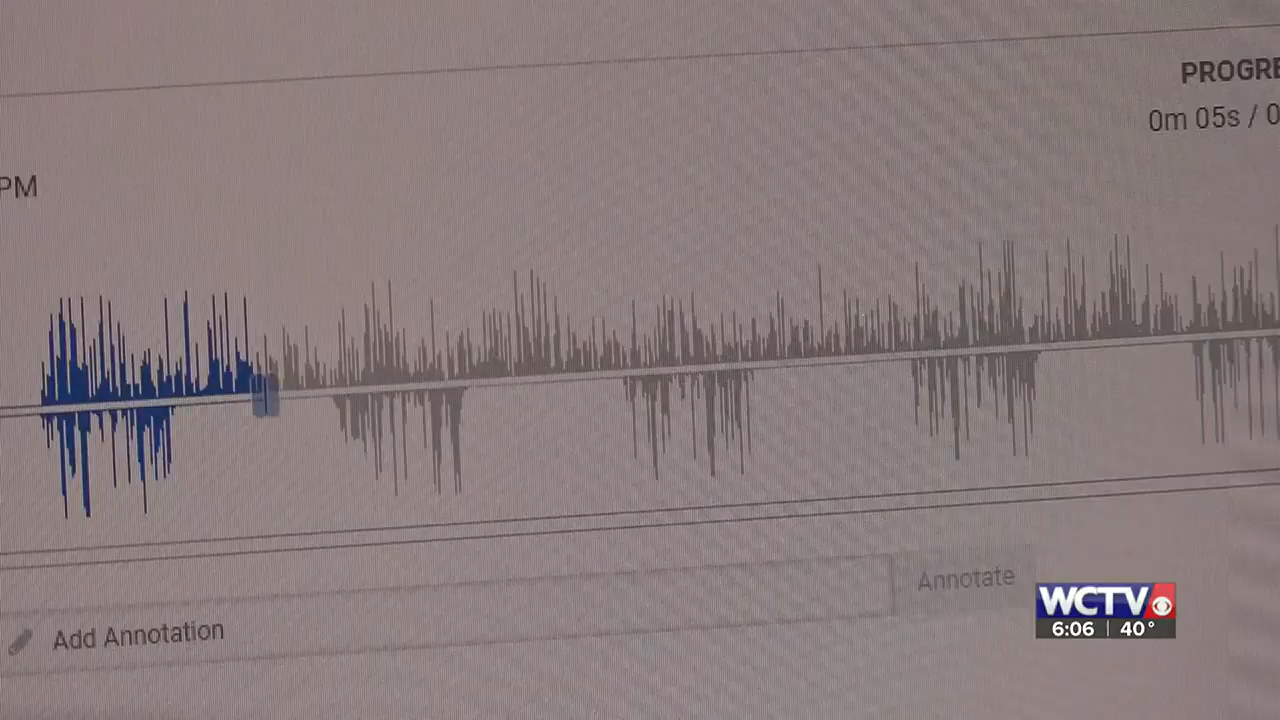 PROGRE
0m 05s / 0
PM
Annotate
Add Annotation
WCTV
6:06 | 40°